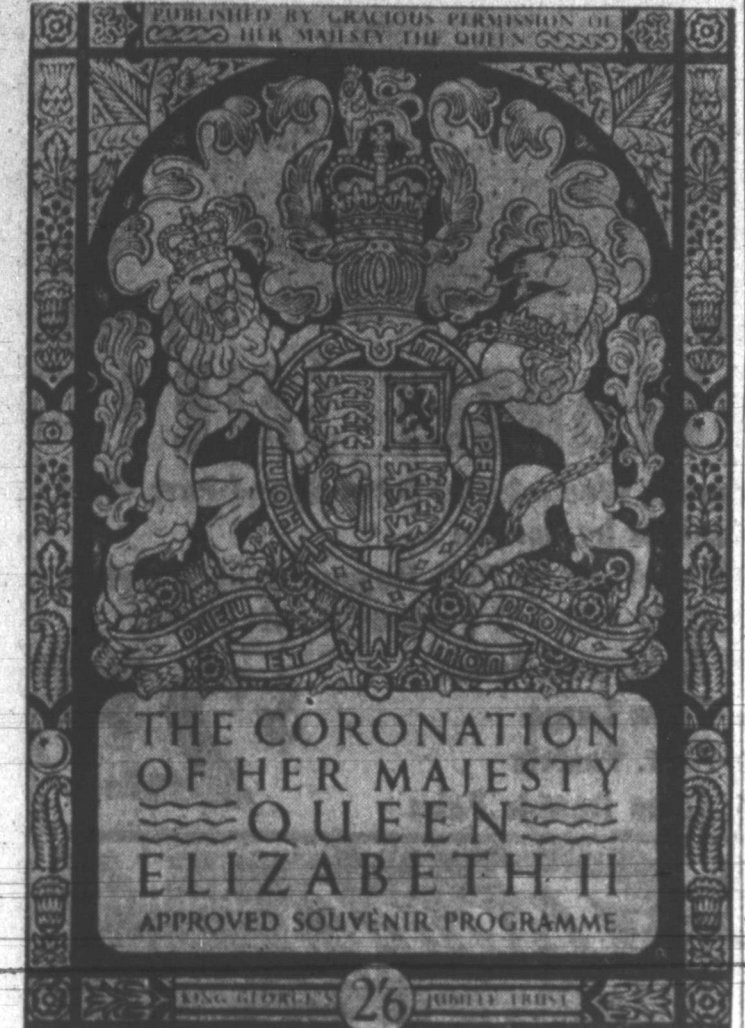 PUBLISHED BY GRACIOUS PERMISSION OF
HER MAJESTY THE QUEEN
DIEU
ET
mon
DROIT
THE CORONATION
OF HER MAJESTY
QUEEN
ELIZABETH II
APPROVED SOUVENIR PROGRAMME
KING GEORGE'S 2/6 JUBILEE TRUST